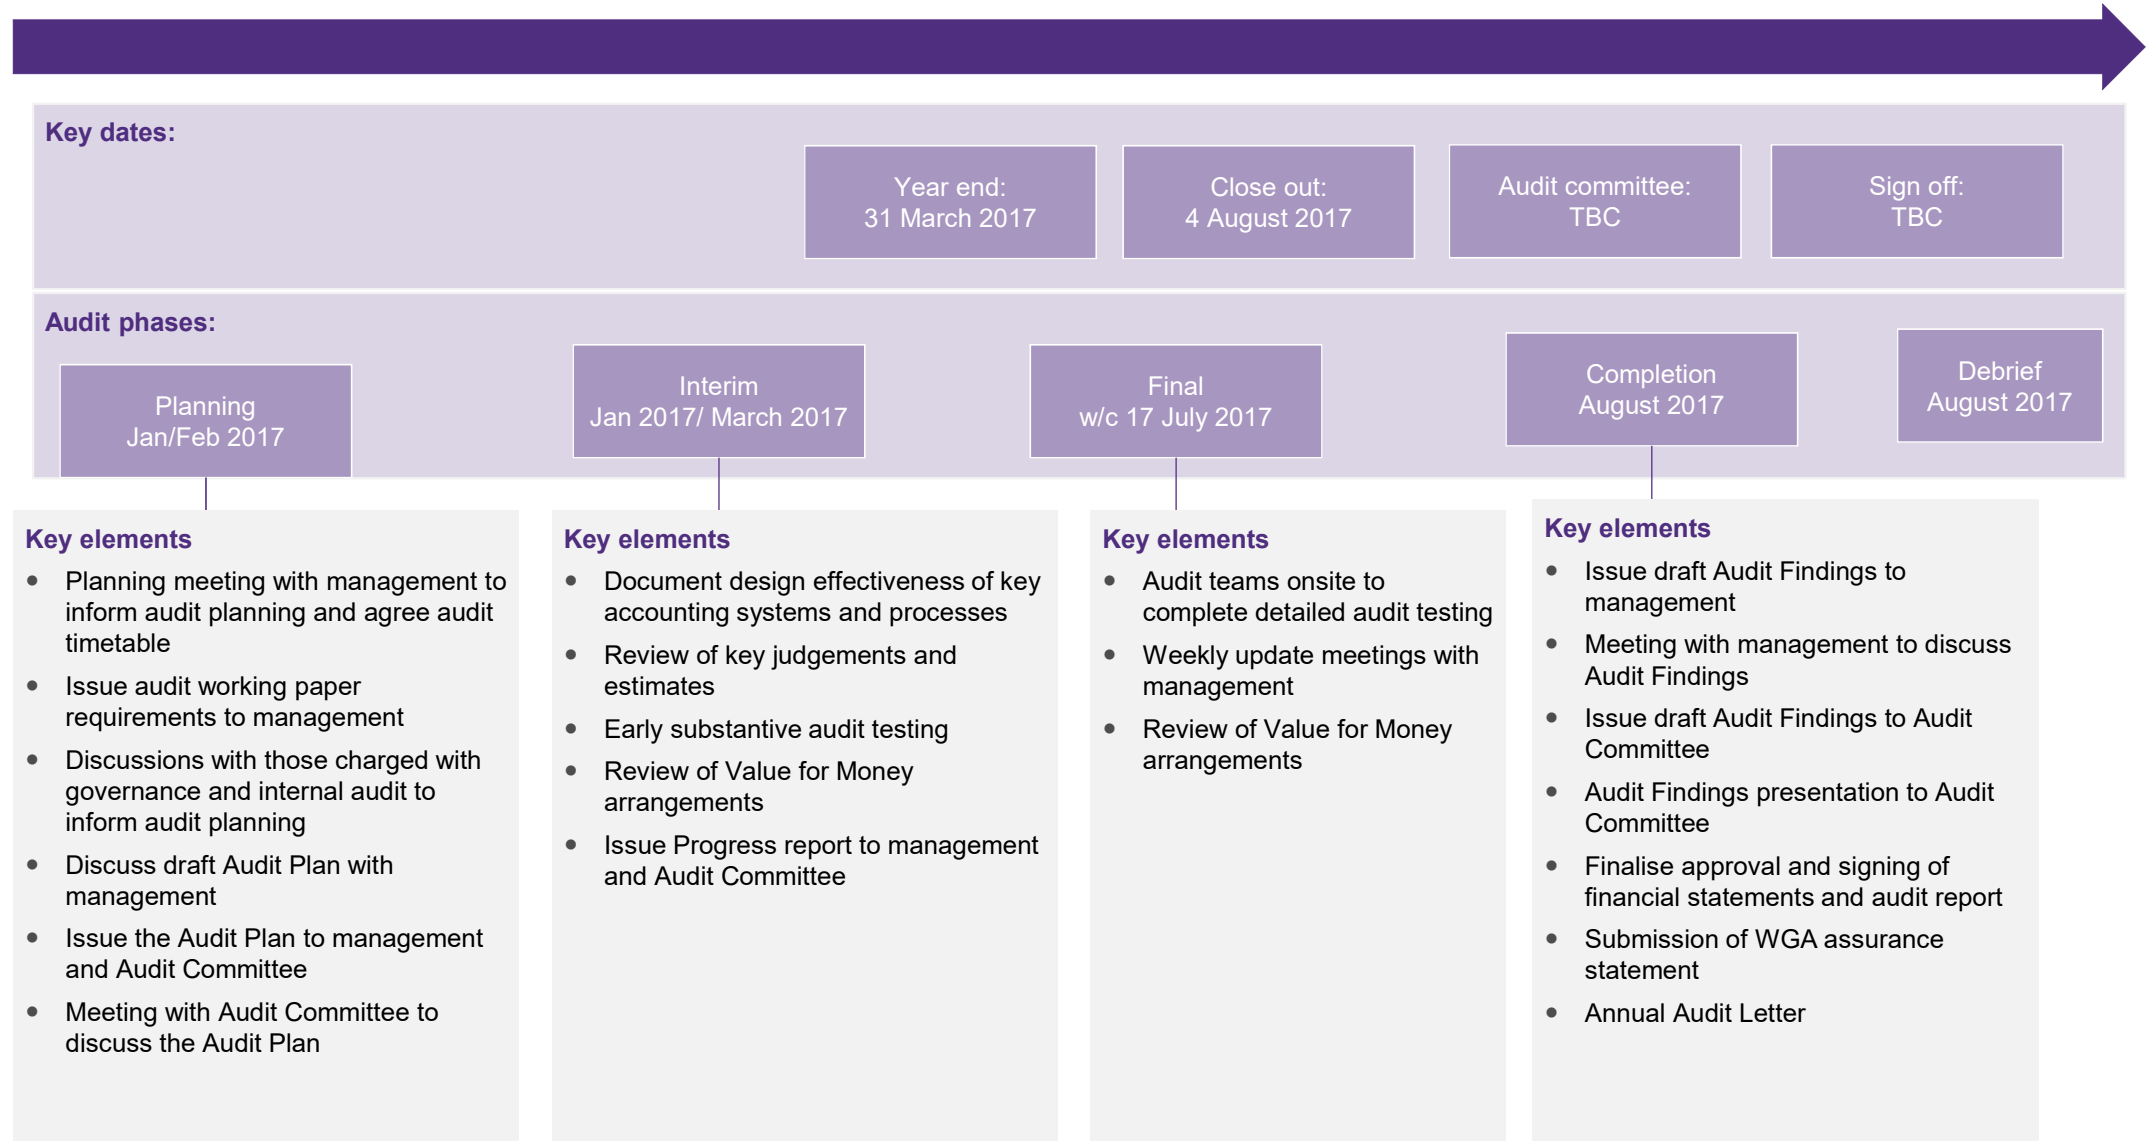 Key dates:
Year end:
31 March 2017
Close out:
4 August 2017
Audit committee:
TBC
Sign off:
TBC
Audit phases:
Planning
Jan/Feb 2017
Interim
Jan 2017/ March 2017
Final
w/c 17 July 2017
Completion
August 2017
Debrief
August 2017
Key elements
• Planning meeting with management to
inform audit planning and agree audit
timetable
• Issue audit working paper
requirements to management
• Discussions with those charged with
governance and internal audit to
inform audit planning
• Discuss draft Audit Plan with
management
• Issue the Audit Plan to management
and Audit Committee
• Meeting with Audit Committee to
discuss the Audit Plan
Key elements
• Document design effectiveness of key
accounting systems and processes
• Review of key judgements and
estimates
• Early substantive audit testing
• Review of Value for Money
arrangements
• Issue Progress report to management
and Audit Committee
Key elements
• Audit teams onsite to
complete detailed audit testing
• Weekly update meetings with
management
• Review of Value for Money
arrangements
Key elements
• Issue draft Audit Findings to
management
• Meeting with management to discuss
Audit Findings
• Issue draft Audit Findings to Audit
Committee
• Audit Findings presentation to Audit
Committee
• Finalise approval and signing of
financial statements and audit report
• Submission of WGA assurance
statement
• Annual Audit Letter